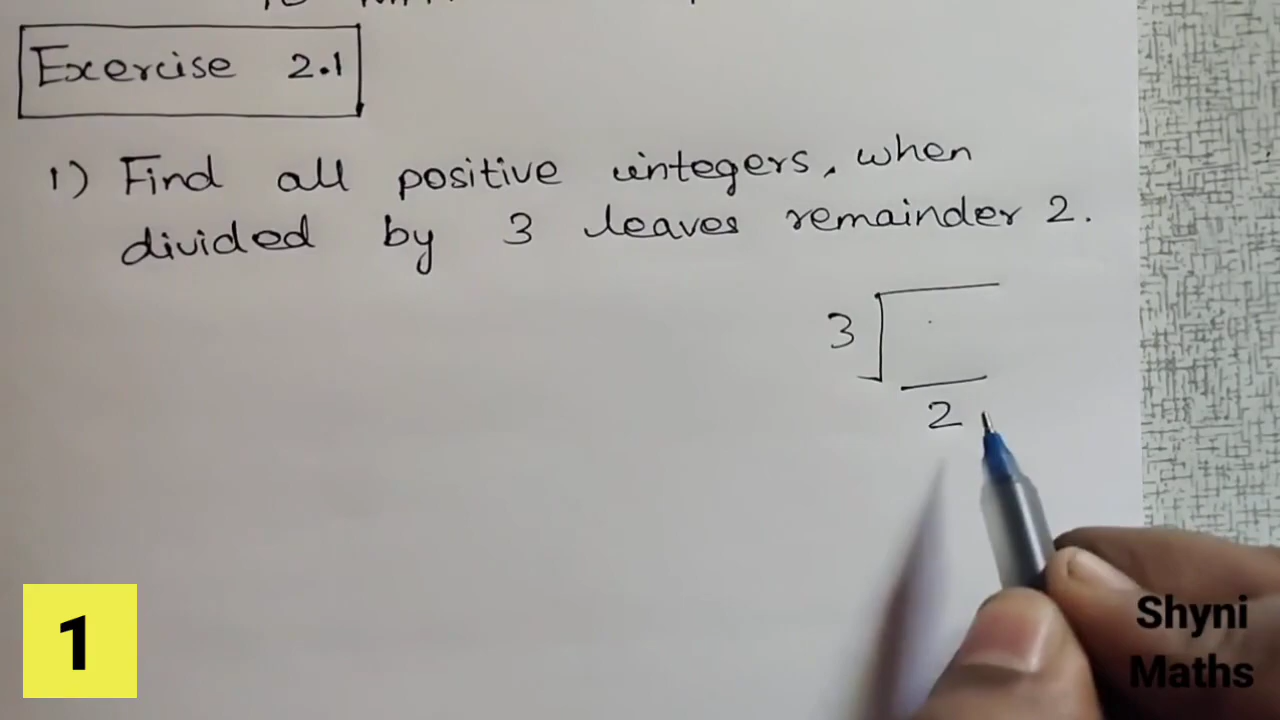 Exercise 2.1
1) Find all positive integers, when
divided by 3 leaves remainder 2.
3
2
1
Shyni
Maths